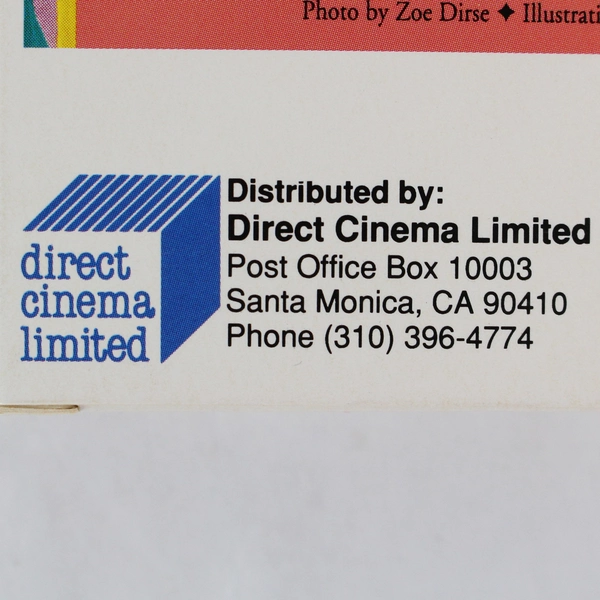 Photo by Zoe Dirse ✦ Illustrati
direct
cinema
limited
Distributed by:
Direct Cinema Limited
Post Office Box 10003
Santa Monica, CA 90410
Phone (310) 396-4774